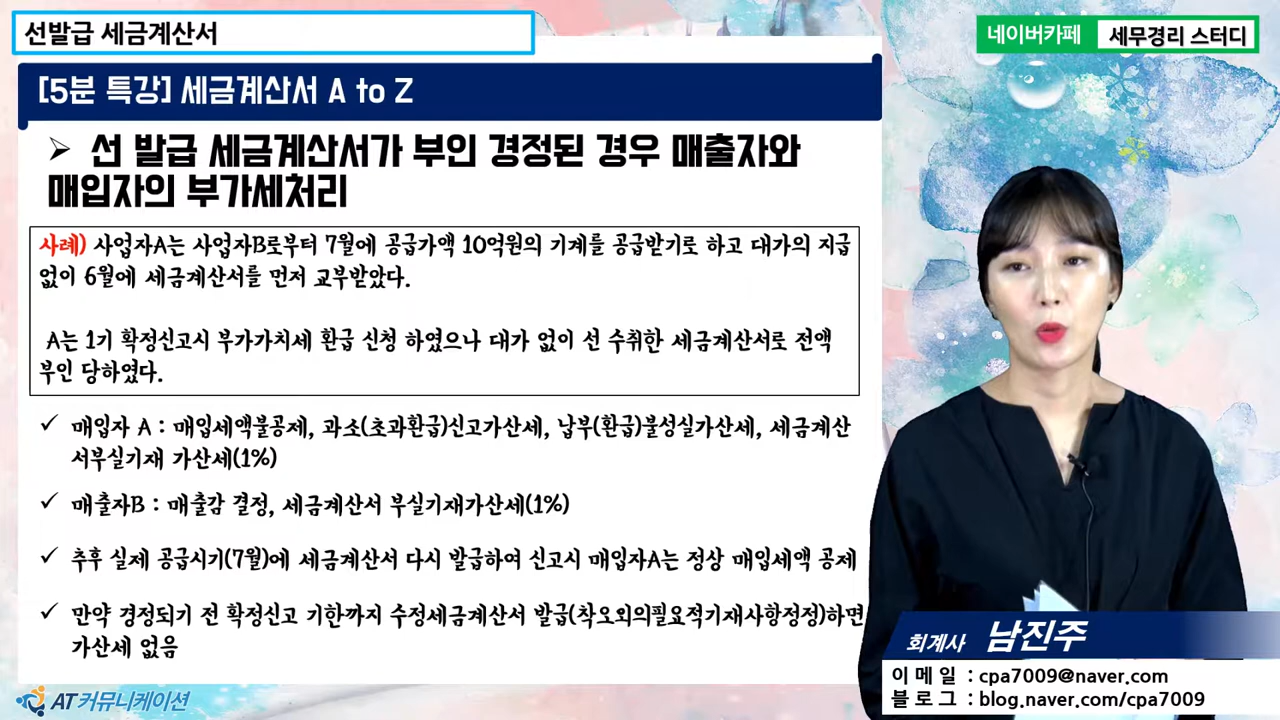 선발급 세금계산서
네이버카페 세무경리 스터디
[5분 특강] 세금계산서 A to Z
➢ 선 발급 세금계산서가 부인 경정된 경우 매출자와
매입자의 부가세처리
사례) 사업자A는 사업자B로부터 7월에 공급가액 10억원의 기계를 공급받기로 하고 대가의 지급
없이 6월에 세금계산서를 먼저 교부받았다.
A는 1기 확정신고시 부가가치세 환급 신청 하였으나 대가 없이 선 수취한 세금계산서로 전액
부인 당하였다.
✓ 매입자 A : 매입세액불공제, 과소(초과환급)신고가산세, 납부(환급)불성실가산세, 세금계산
서부실기재 가산세(1%)
✓ 매출자B : 매출감 결정, 세금계산서 부실기재가산세(1%)
✓ 추후 실제 공급시기(7월)에 세금계산서 다시 발급하여 신고시 매입자A는 정상 매입세액 공제
✓ 만약 경정되기 전 확정신고 기한까지 수정세금계산서 발급(착오외의필요적기재사항정정)하면
가산세 없음
회계사 남진주
이 메 일 : cpa7009@naver.com
블 로 그 : blog.naver.com/cpa7009
AT커뮤니케이션